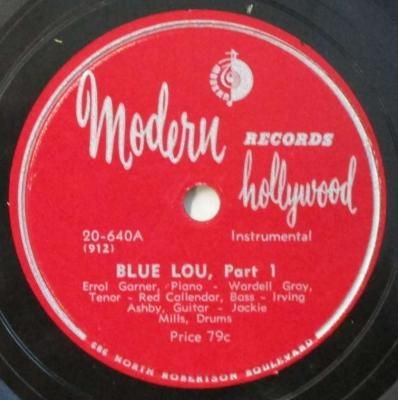 Modern
RECORDS
hollywood
20-640A
Instrumental
(912)
BLUE LOU, Part 1
Errol Garner, Piano - Wardell Gray,
Tenor - Red Callendar, Bass - Irving
Ashby, Guitar - Jackie
Mills, Drums
Price 79c
686 NORTH ROBERTSON BOULEVARD